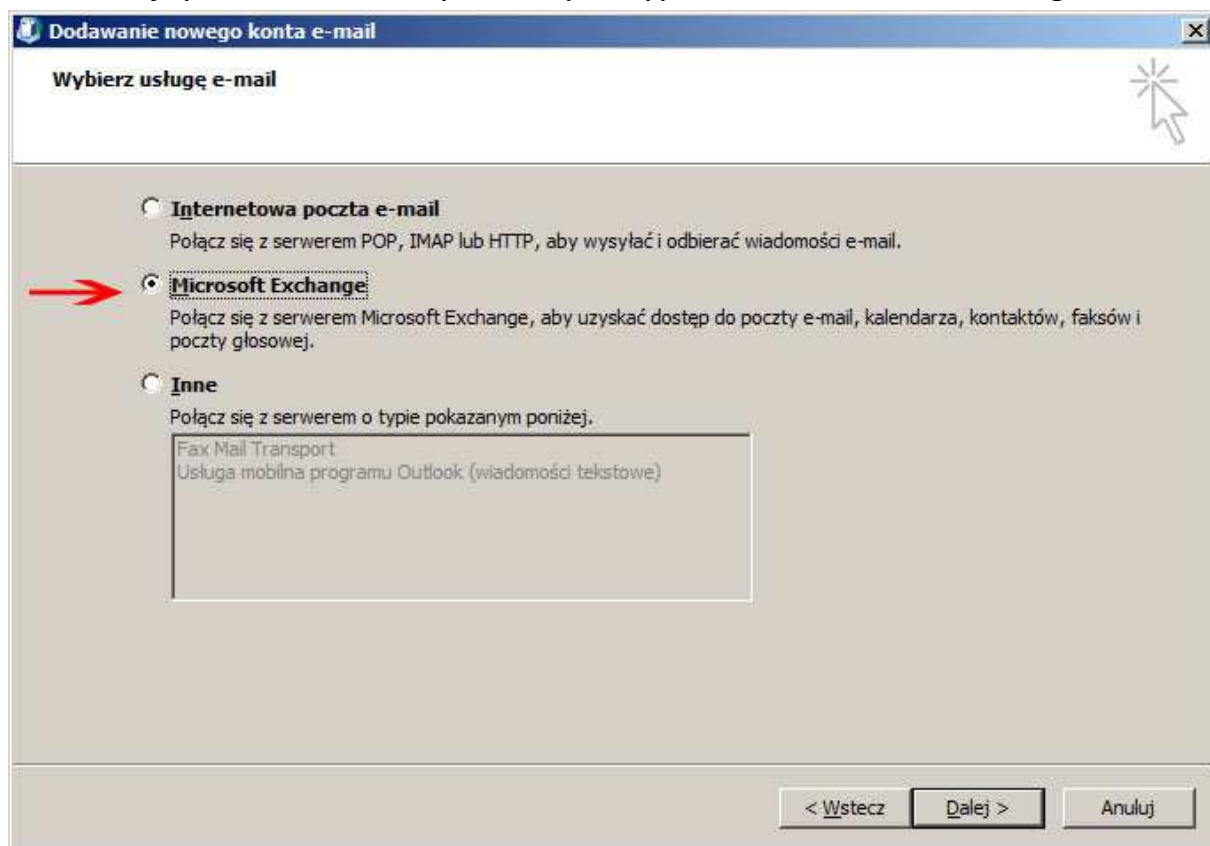 Dodawanie nowego konta e-mail
Wybierz usługę e-mail
Internetowa poczta e-mail
Połącz się z serwerem POP, IMAP lub HTTP, aby wysyłać i odbierać wiadomości e-mail.
Microsoft Exchange
Połącz się z serwerem Microsoft Exchange, aby uzyskać dostęp do poczty e-mail, kalendarza, kontaktów, faksów i
poczty głosowej.
Inne
Połącz się z serwerem o typie pokazanym poniżej.
Fax Mail Transport
Usługa mobilna programu Outlook (wiadomości tekstowe)
< Wstecz
Dalej >
Anuluj